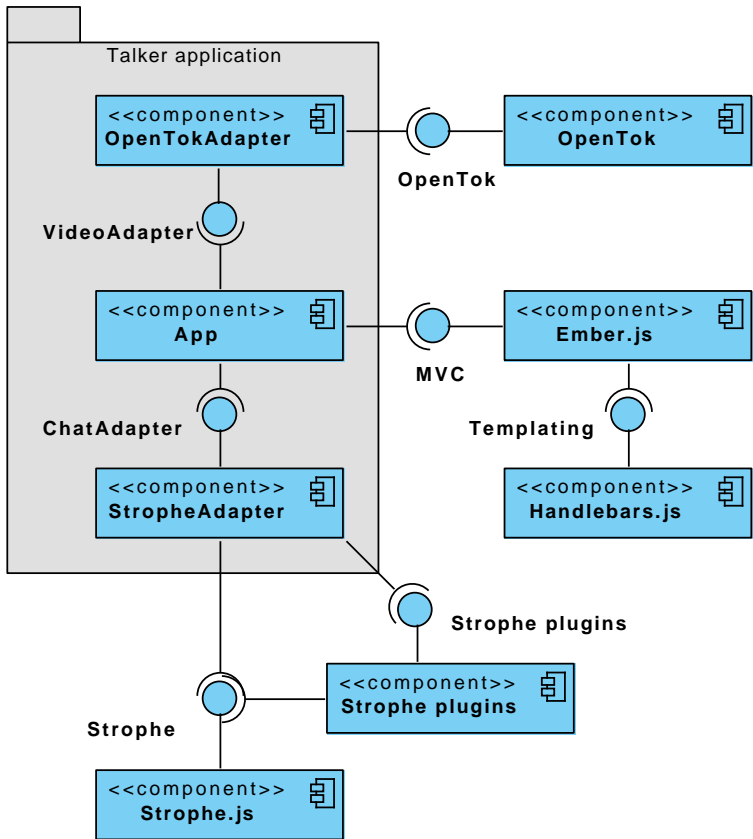 Talker application
<<component>>
OpenTokAdapter
<<component>>
OpenTok
OpenTok
VideoAdapter
<<component>>
App
<<component>>
Ember.js
MVC
ChatAdapter
Templating
<<component>>
StropheAdapter
<<component>>
Handlebars.js
Strophe plugins
<<component>>
Strophe plugins
Strophe
<<component>>
Strophe.js